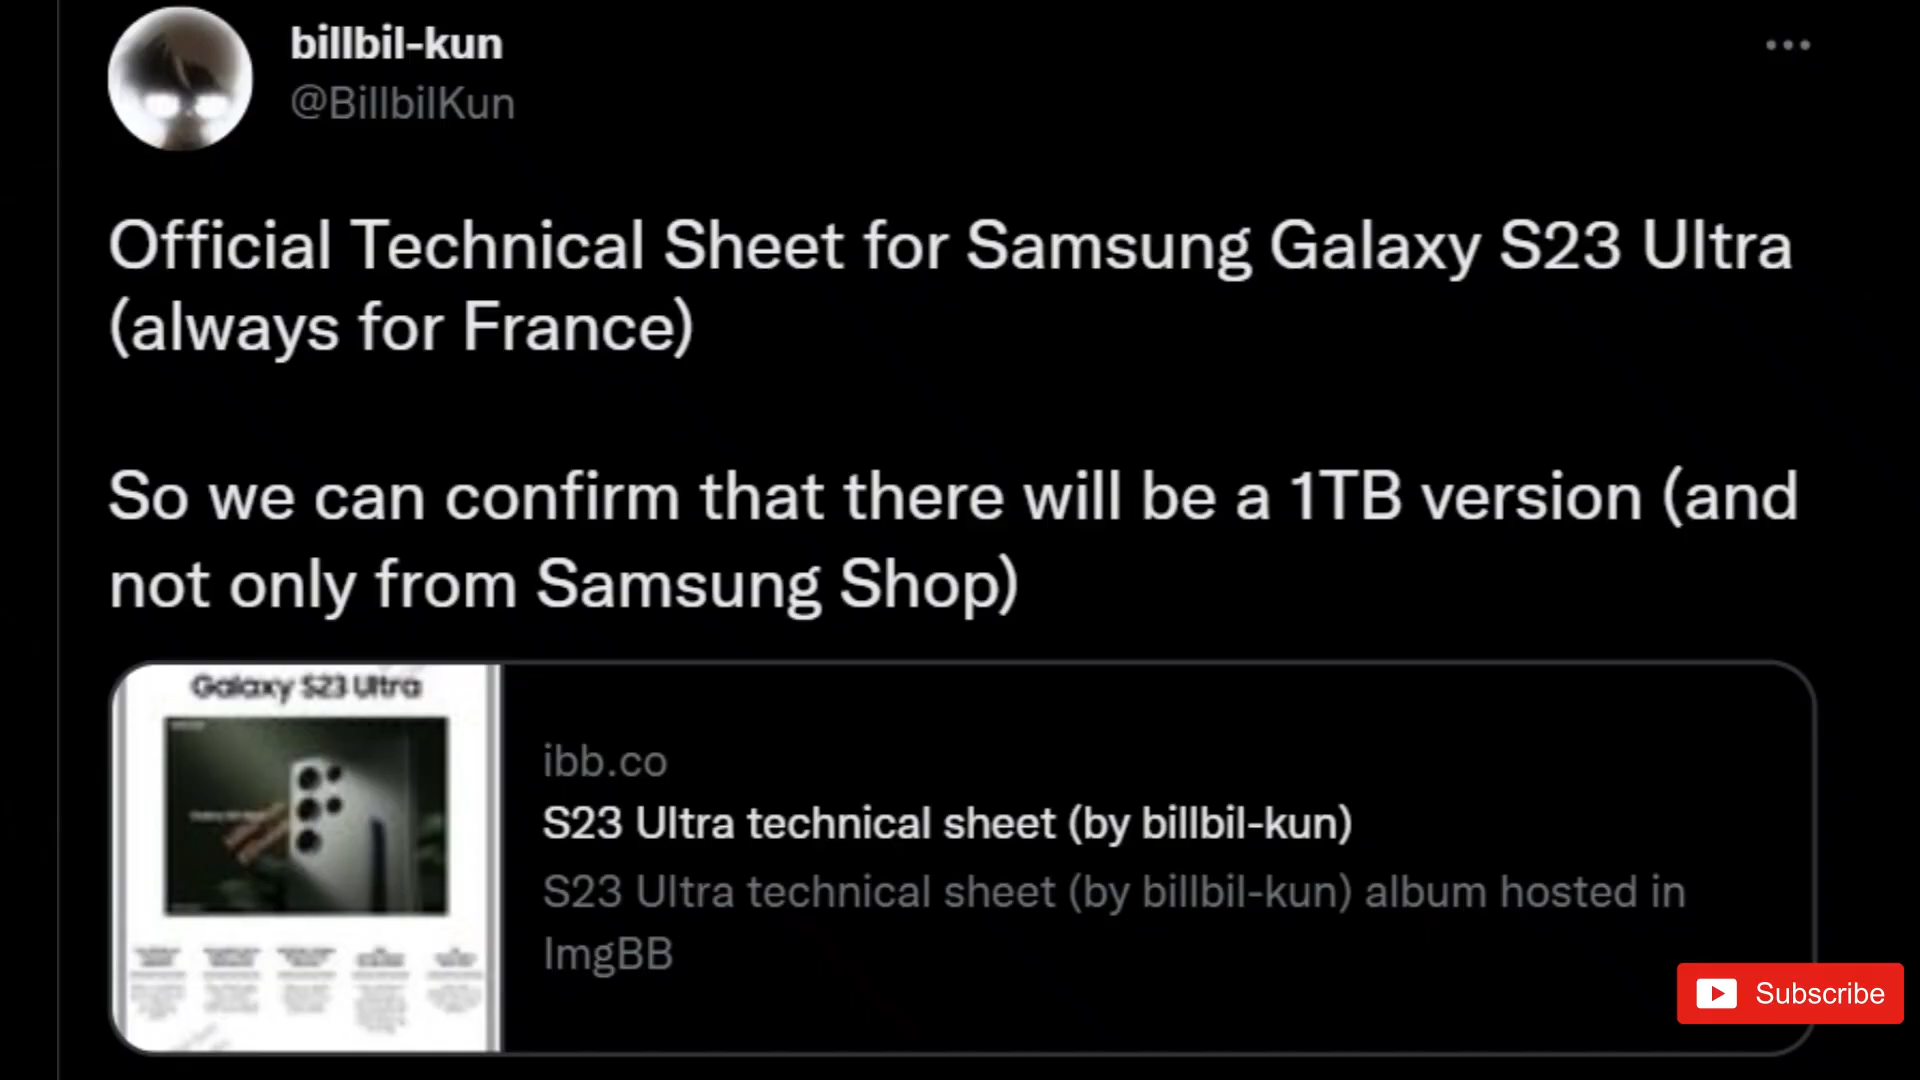 billbil-kun
@BillbilKun
Official Technical Sheet for Samsung Galaxy S23 Ultra
(always for France)
So we can confirm that there will be a 1TB version (and
not only from Samsung Shop)
Galaxy S23 Ultra
ibb.co
S23 Ultra technical sheet (by billbil-kun)
S23 Ultra technical sheet (by billbil-kun) album hosted in
ImgBB
Subscribe